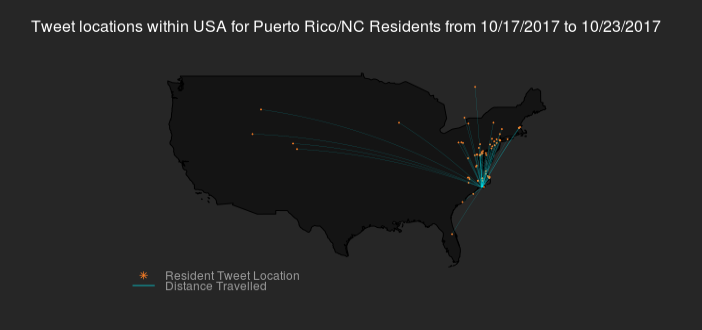 Tweet locations within USA for Puerto Rico/NC Residents from 10/17/2017 to 10/23/2017
Resident Tweet Location
Distance Travelled